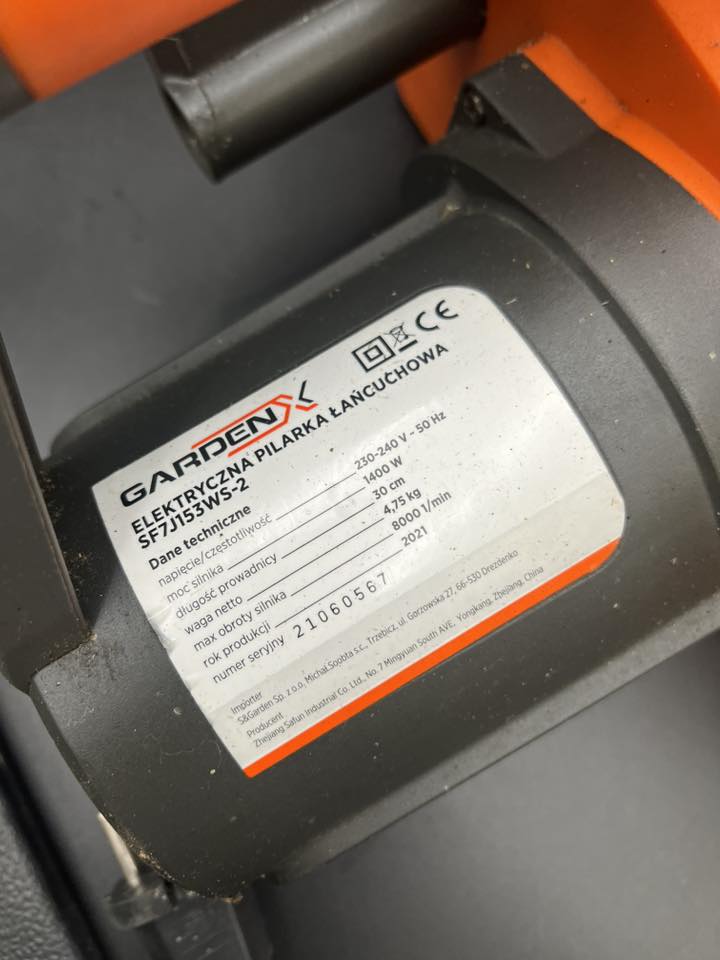 GARDENX
ELEKTRYCZNA PILARKA ŁAŃCUCHOWA
SF7J153WS-2
Dane techniczne
napięcie/częstotliwość 230-240 V ~ 50 Hz
moc silnika 1400 W
długość prowadnicy 30 cm
waga netto 4,75 kg
max obroty silnika 8000 1/min
rok produkcji 2021
numer seryjny 21060567
Importer
S&Garden Sp. z o.o, Michał Sobota s.c., Trzebicz, ul. Gorzowska 27, 66-530 Drezdenko
Producent
Zhejiang Safun Industrial Co. Ltd., No. 7 Mingyuan South AVE, Yongkang, Zhejiang, China
CE